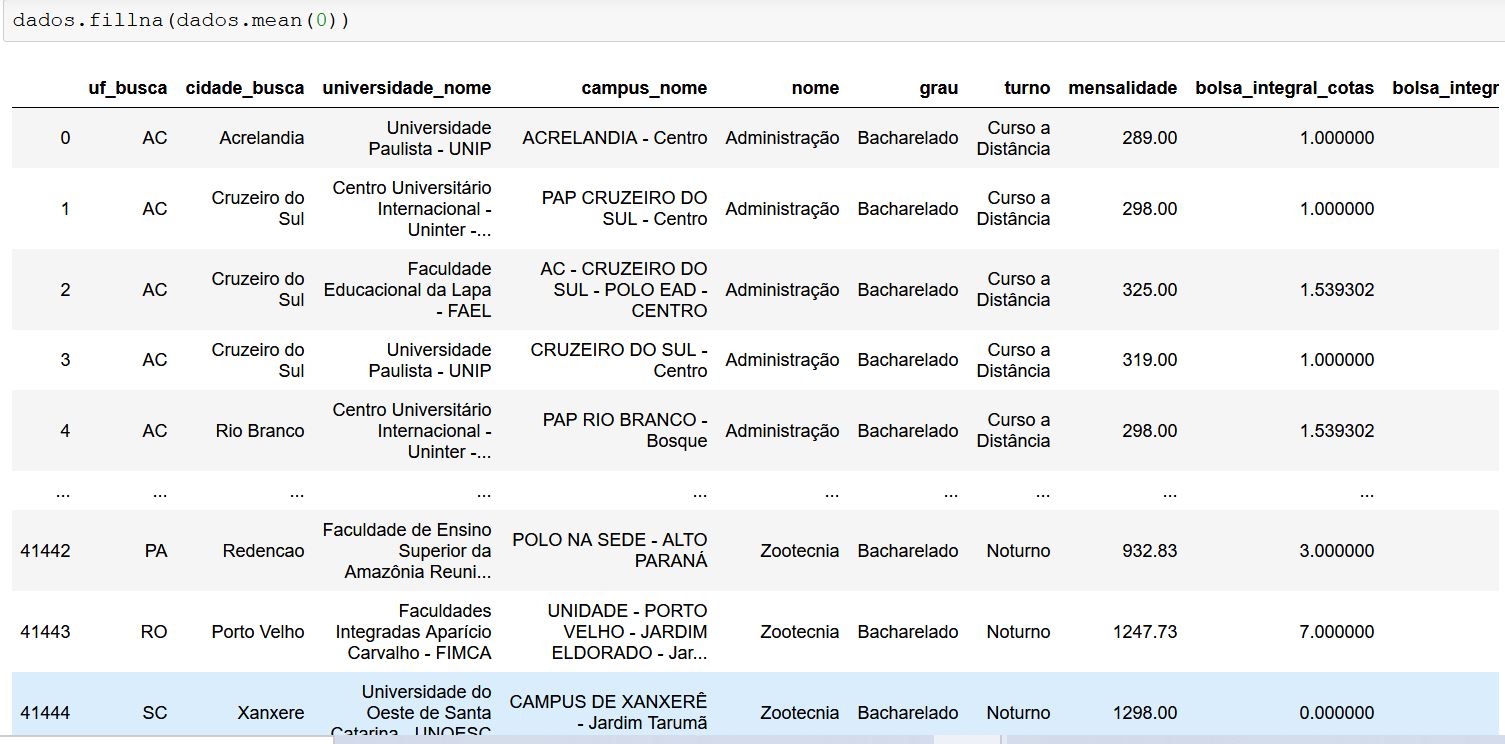 dados.fillna(dados.mean(0))
uf_busca cidade_busca universidade_nome campus_nome nome grau turno mensalidade bolsa_integral_cotas bolsa_integr
0 AC Acrelandia Universidade Paulista - UNIP ACRELANDIA - Centro Administração Bacharelado Curso a Distância 289.00 1.000000
1 AC Cruzeiro do Sul Centro Universitário Internacional - Uninter -... PAP CRUZEIRO DO SUL - Centro Administração Bacharelado Curso a Distância 298.00 1.000000
2 AC Cruzeiro do Sul Faculdade Educacional da Lapa - FAEL AC - CRUZEIRO DO SUL - POLO EAD - CENTRO Administração Bacharelado Curso a Distância 325.00 1.539302
3 AC Cruzeiro do Sul Universidade Paulista - UNIP CRUZEIRO DO SUL - Centro Administração Bacharelado Curso a Distância 319.00 1.000000
4 AC Rio Branco Centro Universitário Internacional - Uninter -... PAP RIO BRANCO - Bosque Administração Bacharelado Curso a Distância 298.00 1.539302
... ... ... ... ... ... ... ... ... ...
41442 PA Redencao Faculdade de Ensino Superior da Amazônia Reuni... POLO NA SEDE - ALTO PARANÁ Zootecnia Bacharelado Noturno 932.83 3.000000
41443 RO Porto Velho Faculdades Integradas Aparício Carvalho - FIMCA UNIDADE - PORTO VELHO - JARDIM ELDORADO - Jar... Zootecnia Bacharelado Noturno 1247.73 7.000000
41444 SC Xanxere Universidade do Oeste de Santa Catarina - UNOESC CAMPUS DE XANXERÊ - Jardim Tarumã Zootecnia Bacharelado Noturno 1298.00 0.000000